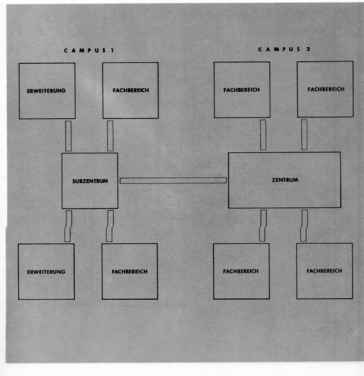 CAMPUS 1
CAMPUS 2
ERWEITERUNG
FACHBEREICH
FACHBEREICH
FACHBEREICH
SUBZENTRUM
ZENTRUM
ERWEITERUNG
FACHBEREICH
FACHBEREICH
FACHBEREICH